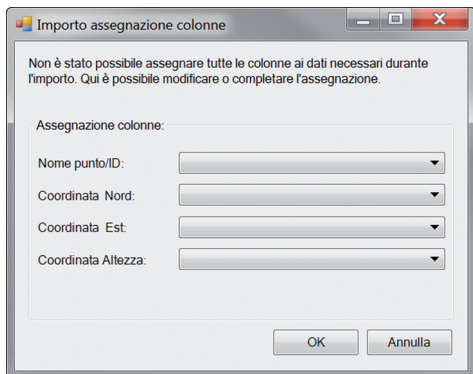 Importo assegnazione colonne
Non è stato possibile assegnare tutte le colonne ai dati necessari durante
l'importo. Qui è possibile modificare o completare l'assegnazione.
Assegnazione colonne:
Nome punto/ID:
Coordinata Nord:
Coordinata Est:
Coordinata Altezza:
OK
Annulla